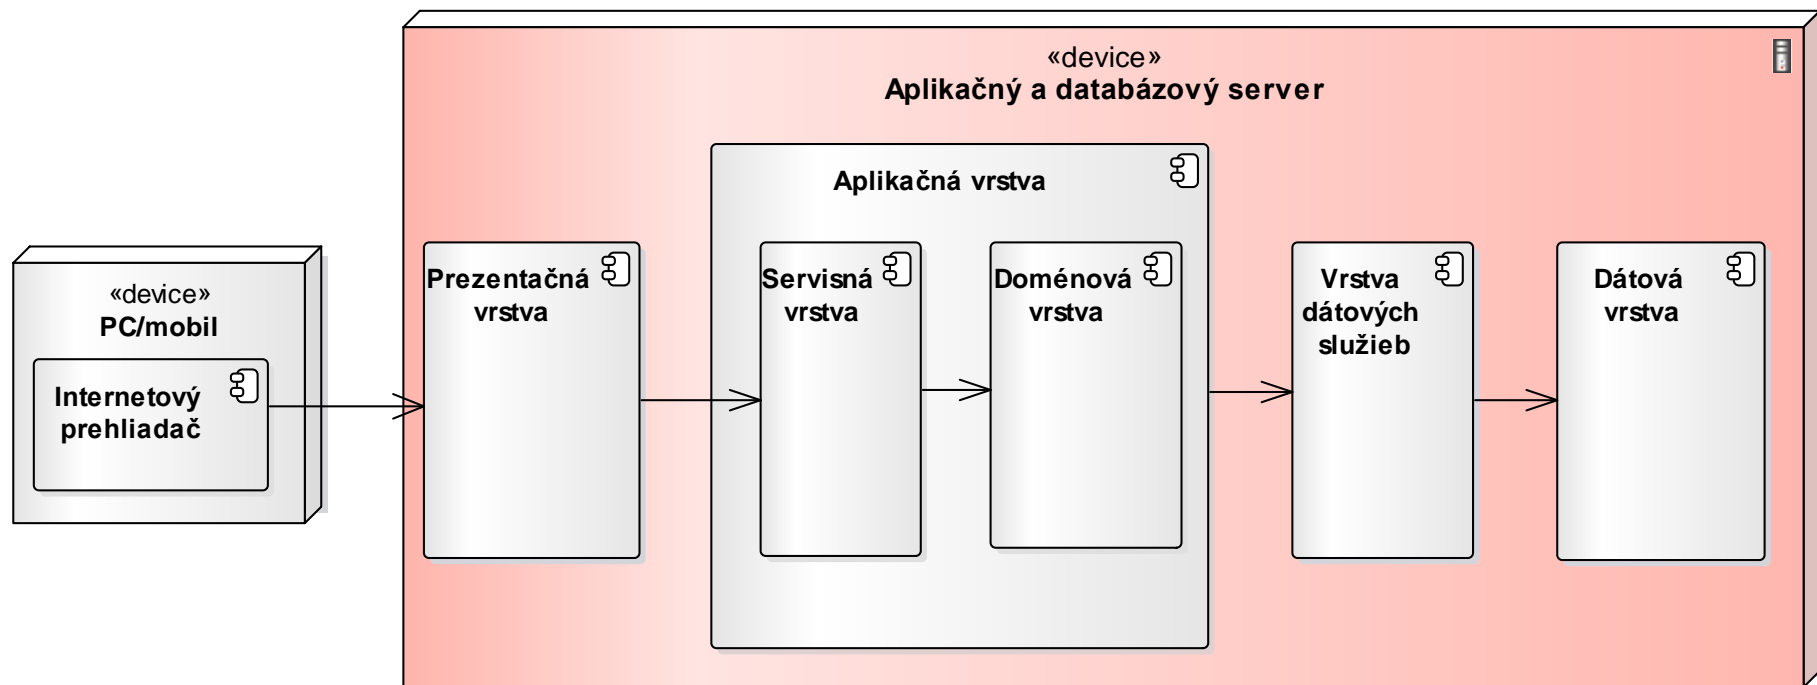 «device»
Aplikačný a databázový server
Aplikačná vrstva
«device»
PC/mobil
Internetový
prehliadač
Prezentačná
vrstva
Servisná
vrstva
Doménová
vrstva
Vrstva
dátových
služieb
Dátová
vrstva